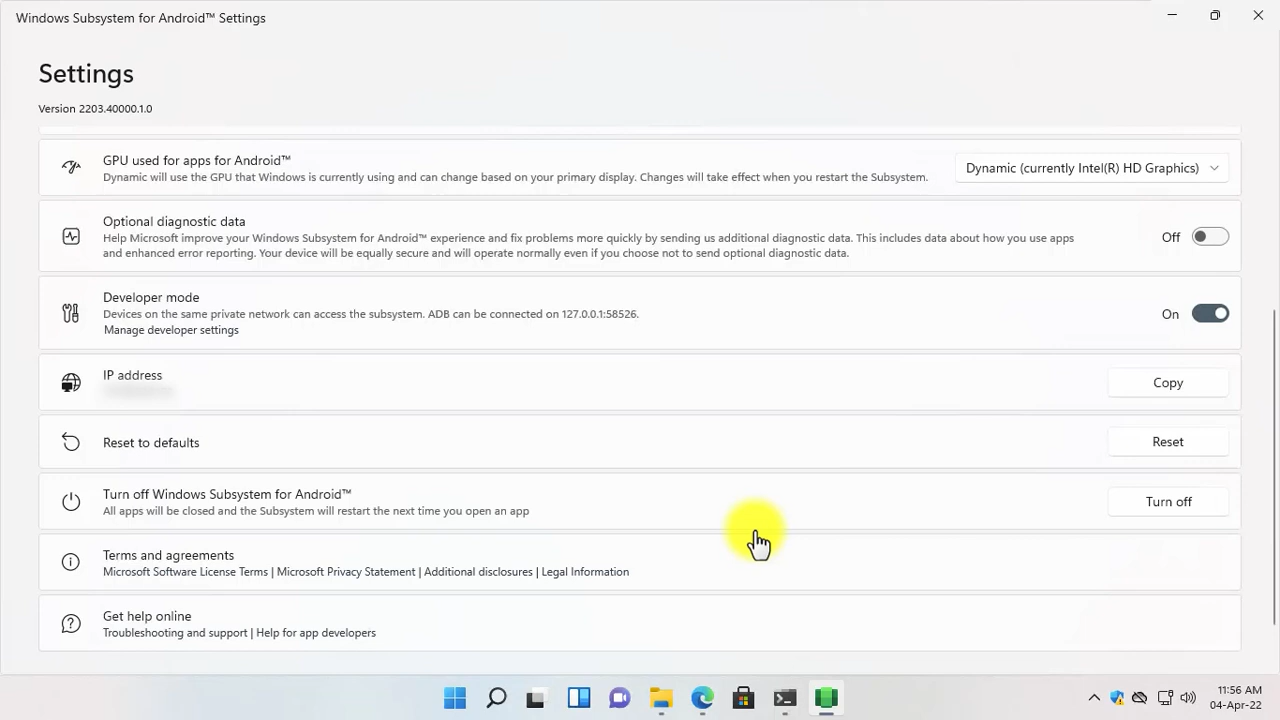 Windows Subsystem for Android™ Settings
Settings
Version 2203.40000.1.0
GPU used for apps for Android™
Dynamic will use the GPU that Windows is currently using and can change based on your primary display. Changes will take effect when you restart the Subsystem.
Dynamic (currently Intel(R) HD Graphics)
Optional diagnostic data
Help Microsoft improve your Windows Subsystem for Android™ experience and fix problems more quickly by sending us additional diagnostic data. This includes data about how you use apps
and enhanced error reporting. Your device will be equally secure and will operate normally even if you choose not to send optional diagnostic data.
Off
Developer mode
Devices on the same private network can access the subsystem. ADB can be connected on 127.0.0.1:58526.
Manage developer settings
On
IP address
Copy
Reset to defaults
Reset
Turn off Windows Subsystem for Android™
All apps will be closed and the Subsystem will restart the next time you open an app
Turn off
Terms and agreements
Microsoft Software License Terms | Microsoft Privacy Statement | Additional disclosures | Legal Information
Get help online
Troubleshooting and support | Help for app developers
11:56 AM
04-Apr-22